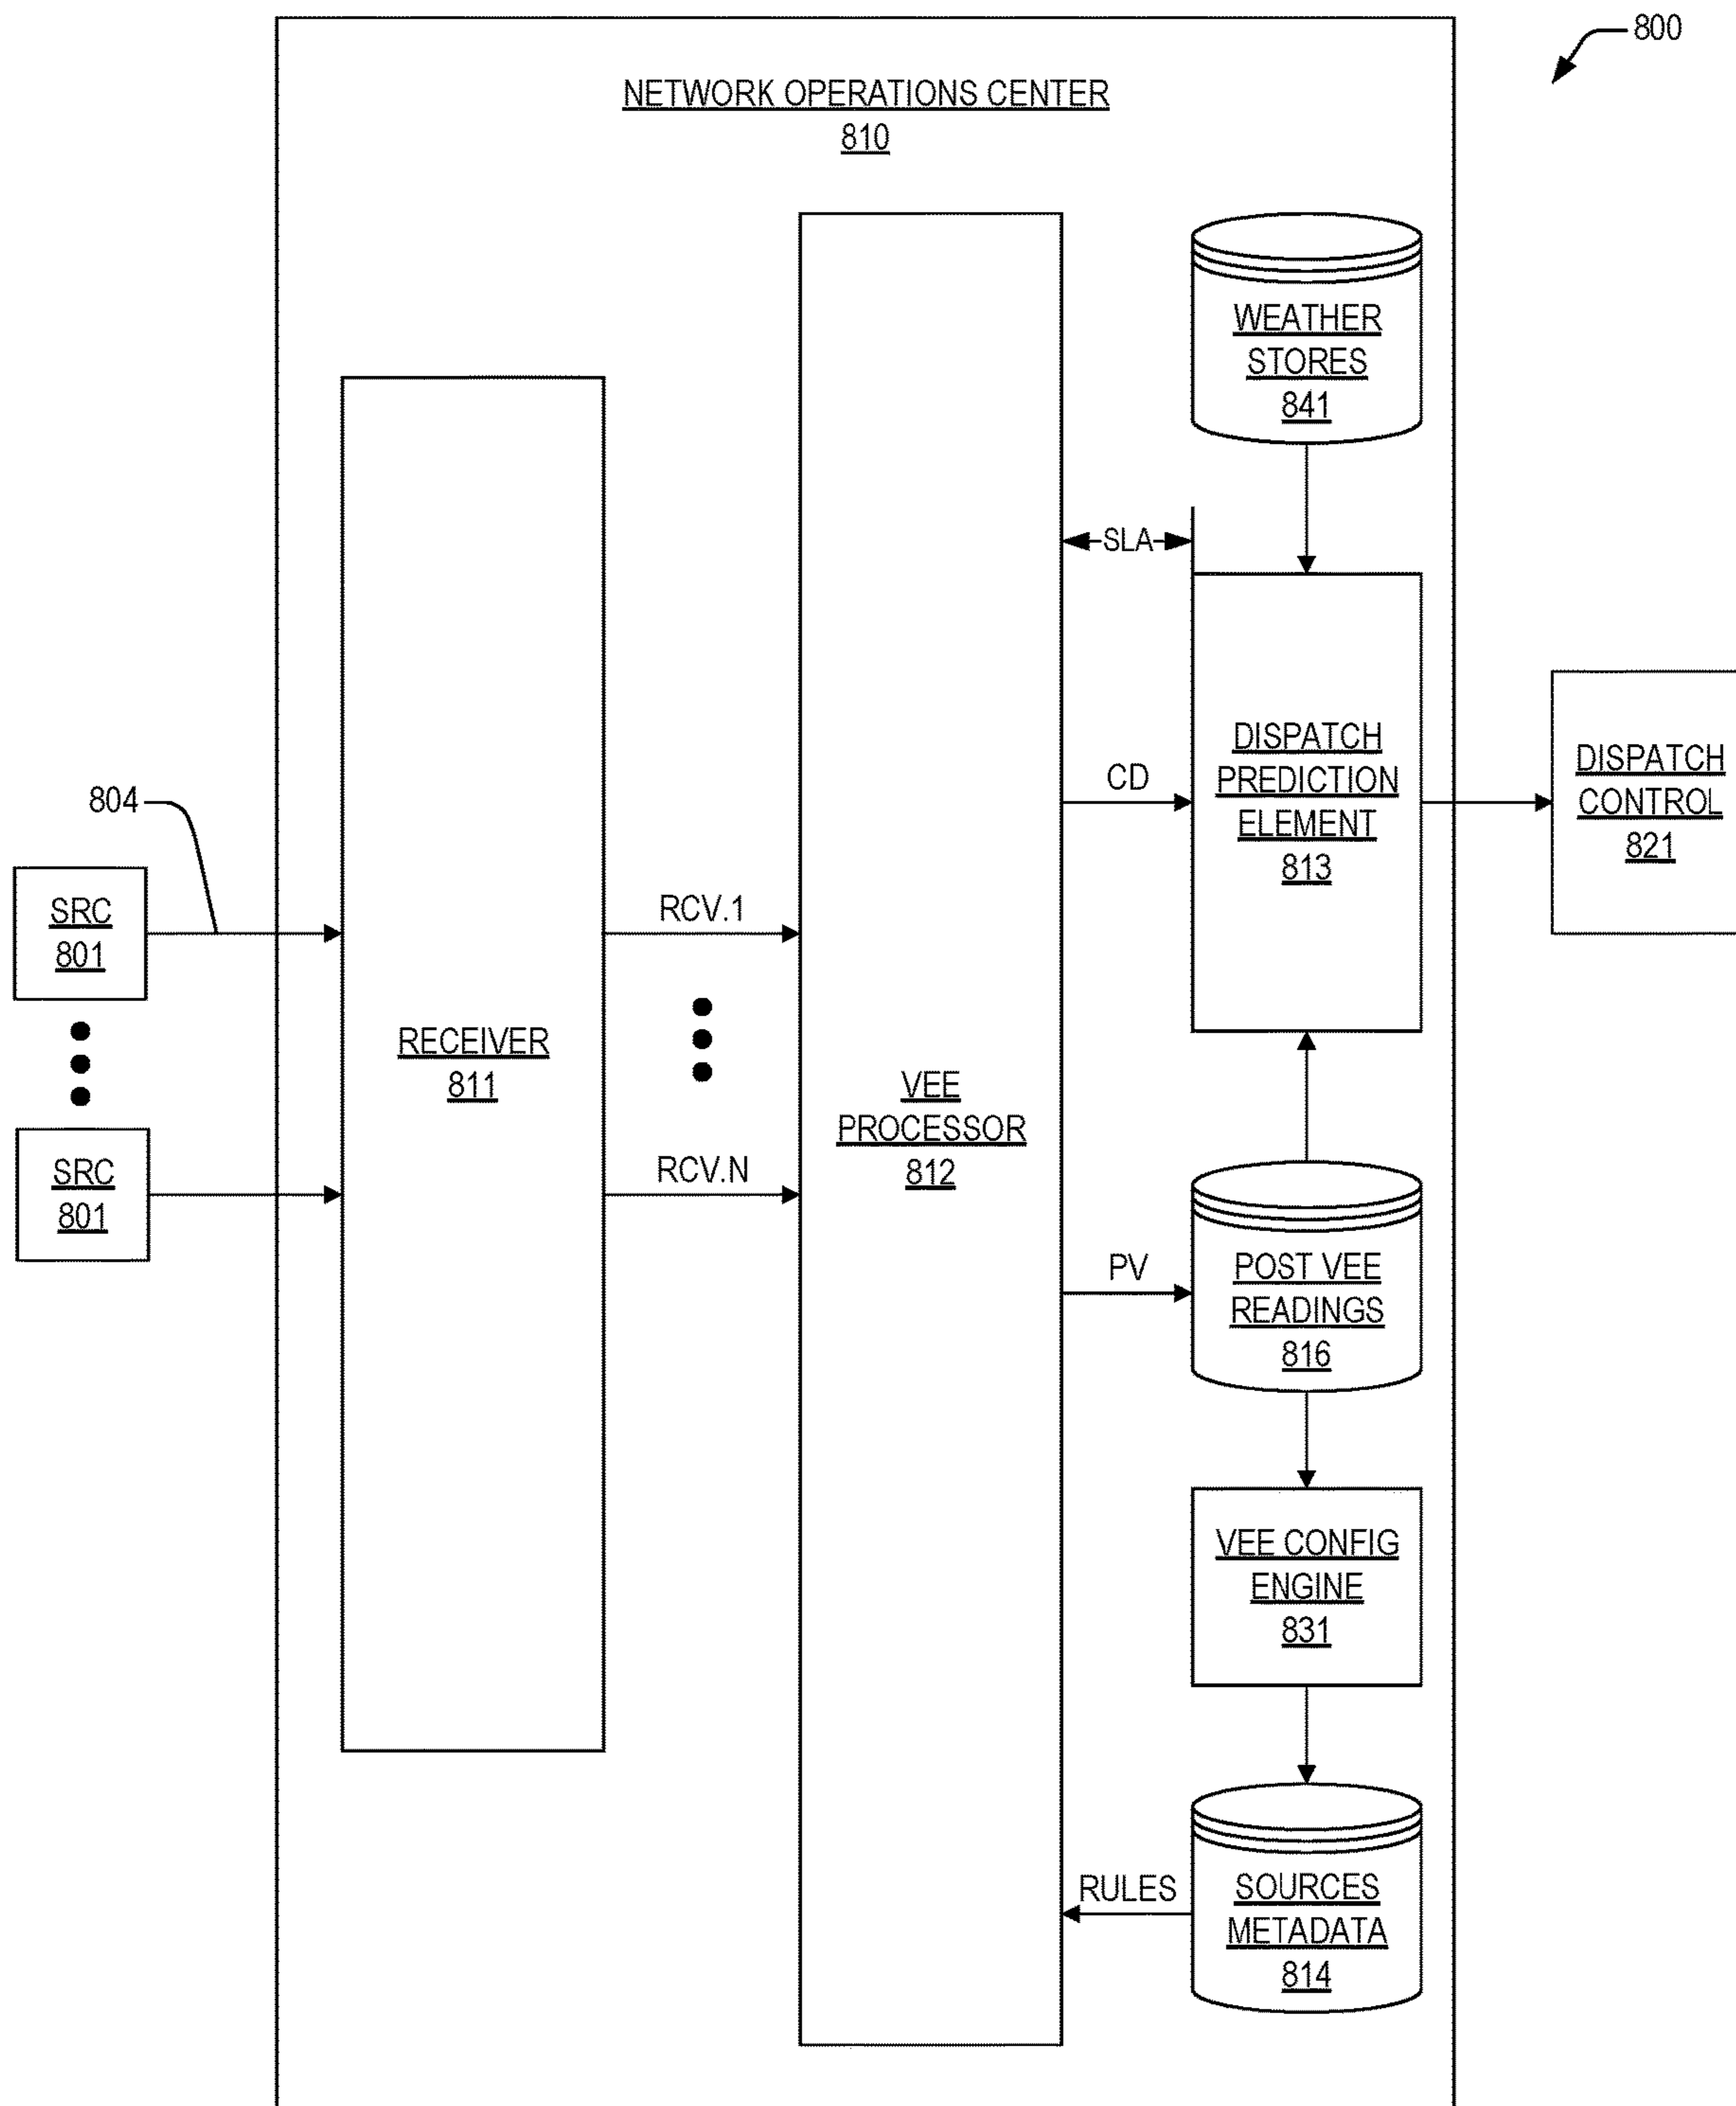 800
NETWORK OPERATIONS CENTER
810
WEATHER
STORES
841
SLA
DISPATCH
PREDICTION
ELEMENT
813
CD
DISPATCH
CONTROL
821
804
SRC
801
RCV.1
RECEIVER
811
VEE
PROCESSOR
812
SRC
801
RCV.N
PV
POST VEE
READINGS
816
VEE CONFIG
ENGINE
831
RULES
SOURCES
METADATA
814